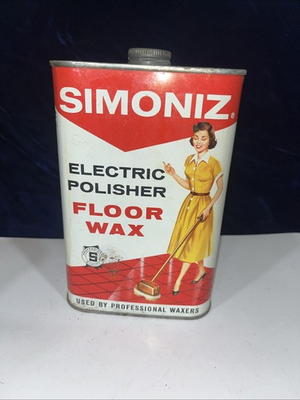 SIMONIZ®
ELECTRIC
POLISHER
FLOOR
WAX
S
USED BY PROFESSIONAL WAXERS